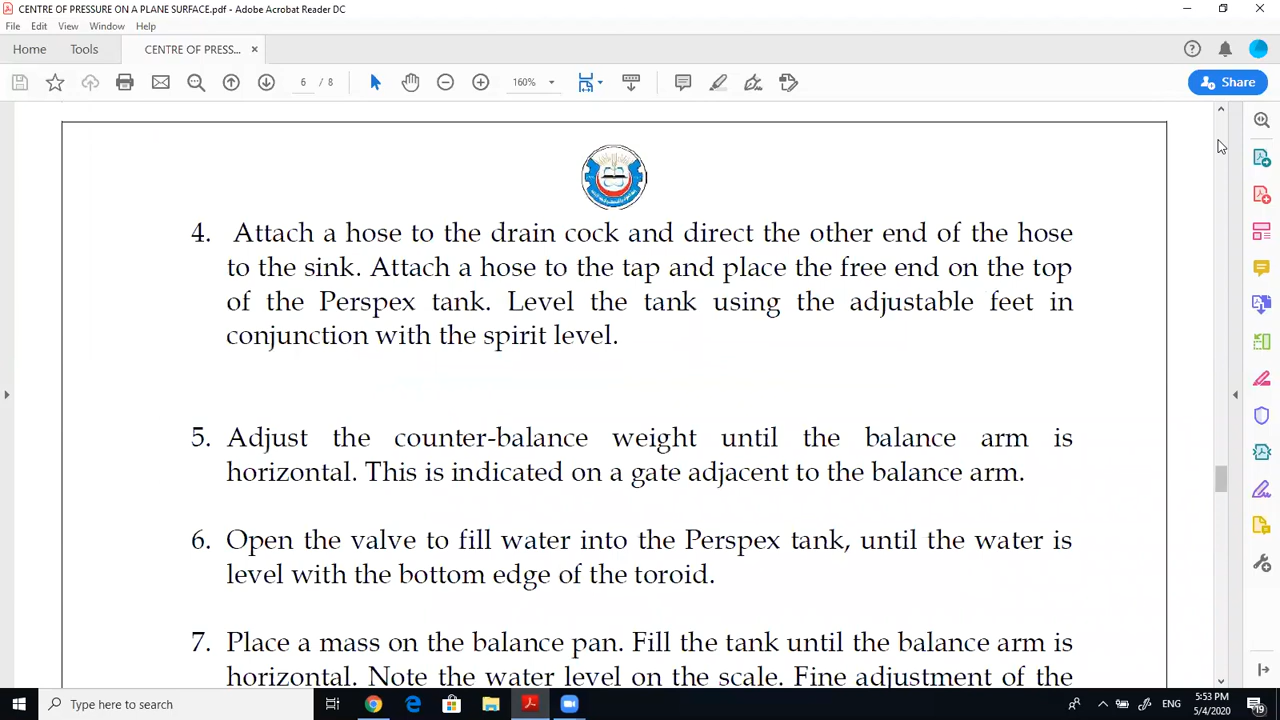 CENTRE OF PRESSURE ON A PLANE SURFACE.pdf - Adobe Acrobat Reader DC
File Edit View Window Help
Home Tools CENTRE OF PRESS... ×
6 / 8 160% Share
4. Attach a hose to the drain cock and direct the other end of the hose
to the sink. Attach a hose to the tap and place the free end on the top
of the Perspex tank. Level the tank using the adjustable feet in
conjunction with the spirit level.
5. Adjust the counter-balance weight until the balance arm is
horizontal. This is indicated on a gate adjacent to the balance arm.
6. Open the valve to fill water into the Perspex tank, until the water is
level with the bottom edge of the toroid.
7. Place a mass on the balance pan. Fill the tank until the balance arm is
horizontal. Note the water level on the scale. Fine adjustment of the
Type here to search
ENG
5:53 PM
5/4/2020
19